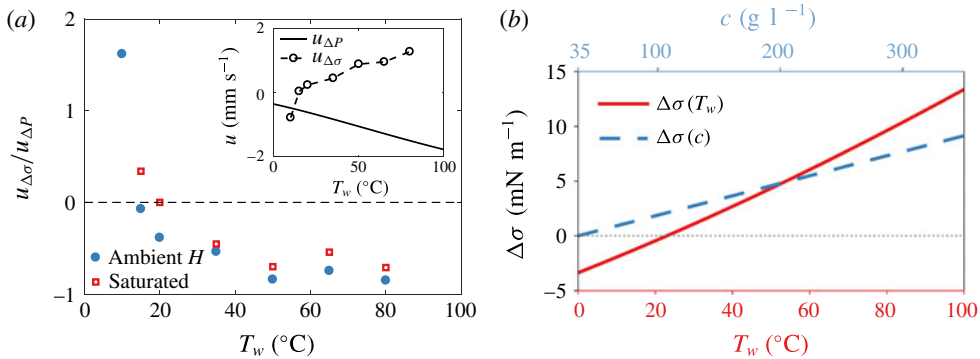 (a)
2
1
0
−1
u_Δσ/u_ΔP
0 20 40 60 80 100
T_w (°C)
Ambient H
Saturated
2
0
−2
u (mm s⁻¹)
0 50 100
T_w (°C)
u_ΔP
u_Δσ
(b)
c (g l⁻¹)
35 100 200 300
15
10
5
0
−5
Δσ (mN m⁻¹)
Δσ(T_w)
Δσ(c)
0 20 40 60 80 100
T_w (°C)